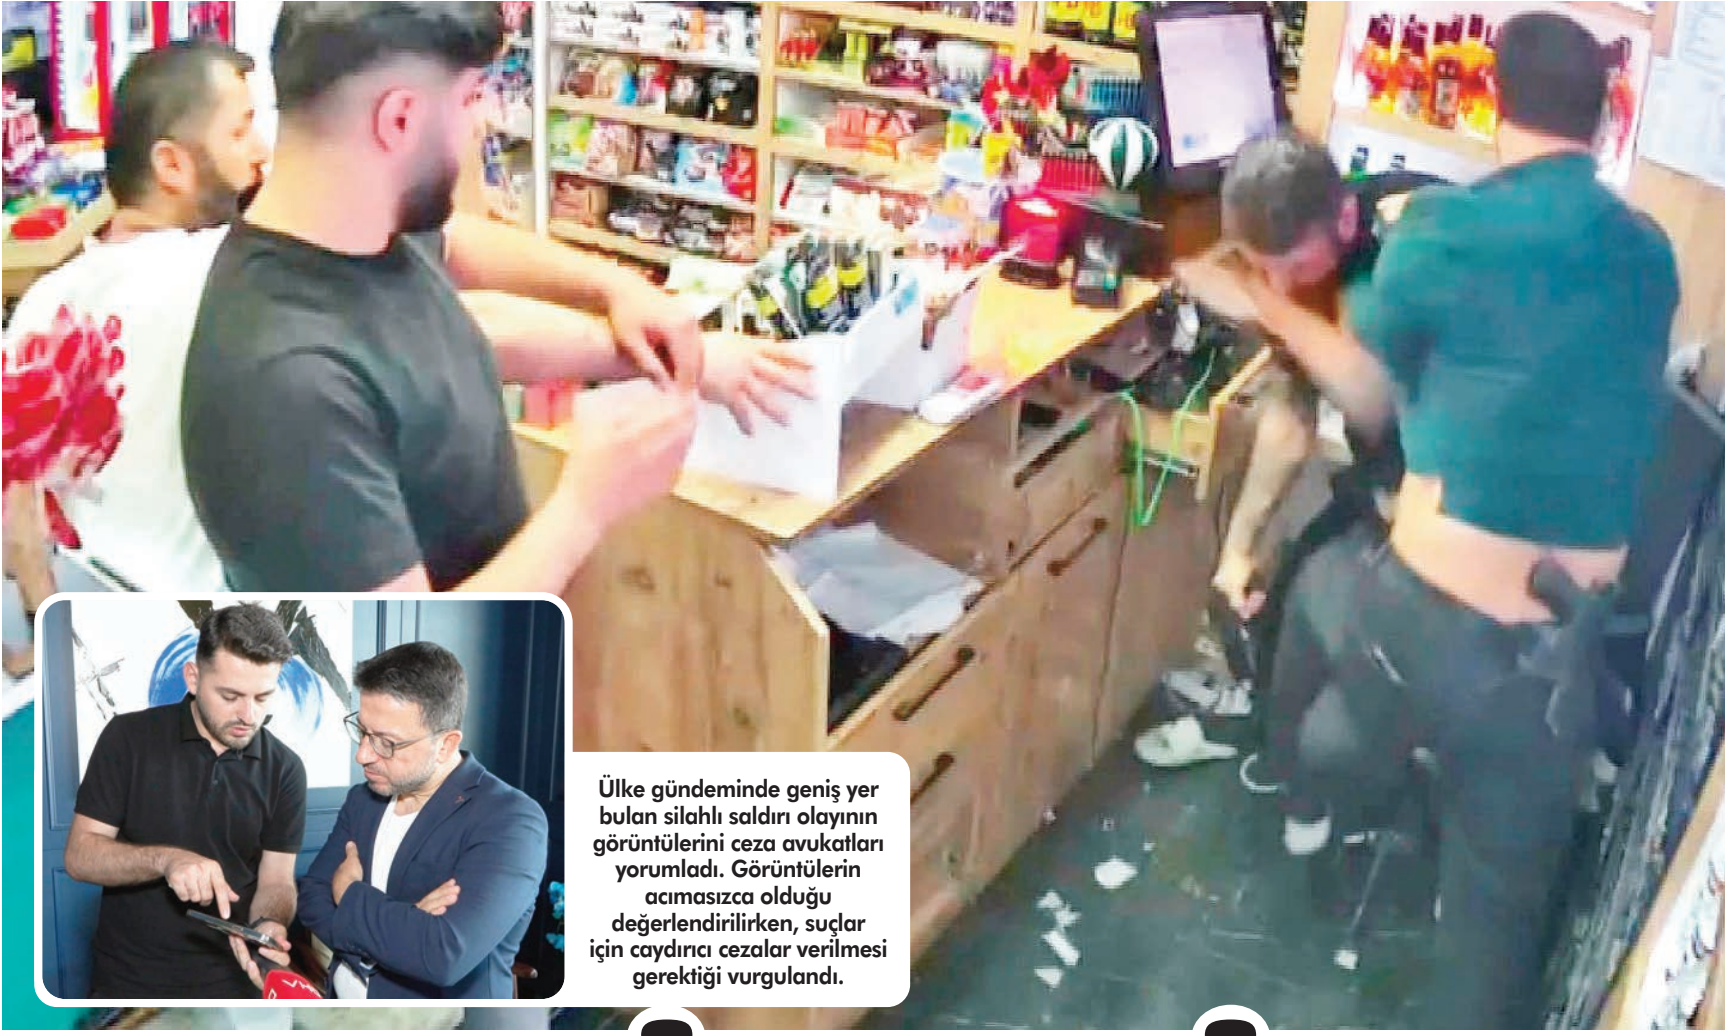 Ülke gündeminde geniş yer
bulan silahlı saldırı olayının
görüntülerini ceza avukatları
yorumladı. Görüntülerin
acımasızca olduğu
değerlendirilirken, suçlar
için caydırıcı cezalar verilmesi
gerektiği vurgulandı.